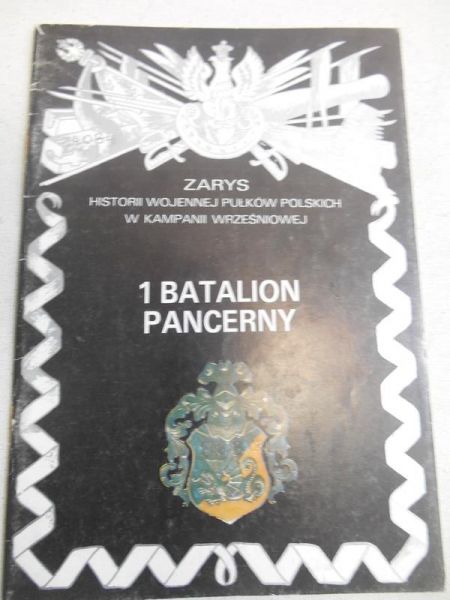 ZARYS
HISTORII WOJENNEJ PUŁKÓW POLSKICH
W KAMPANII WRZEŚNIOWEJ
1 BATALION
PANCERNY